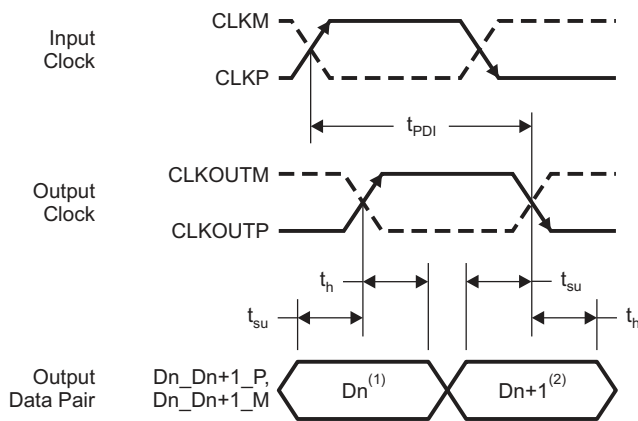 Input
Clock
CLKM
CLKP
t_PDI
Output
Clock
CLKOUTM
CLKOUTP
t_su
t_h
t_su
t_h
Output
Data Pair
Dn_Dn+1_P,
Dn_Dn+1_M
Dn^(1)
Dn+1^(2)